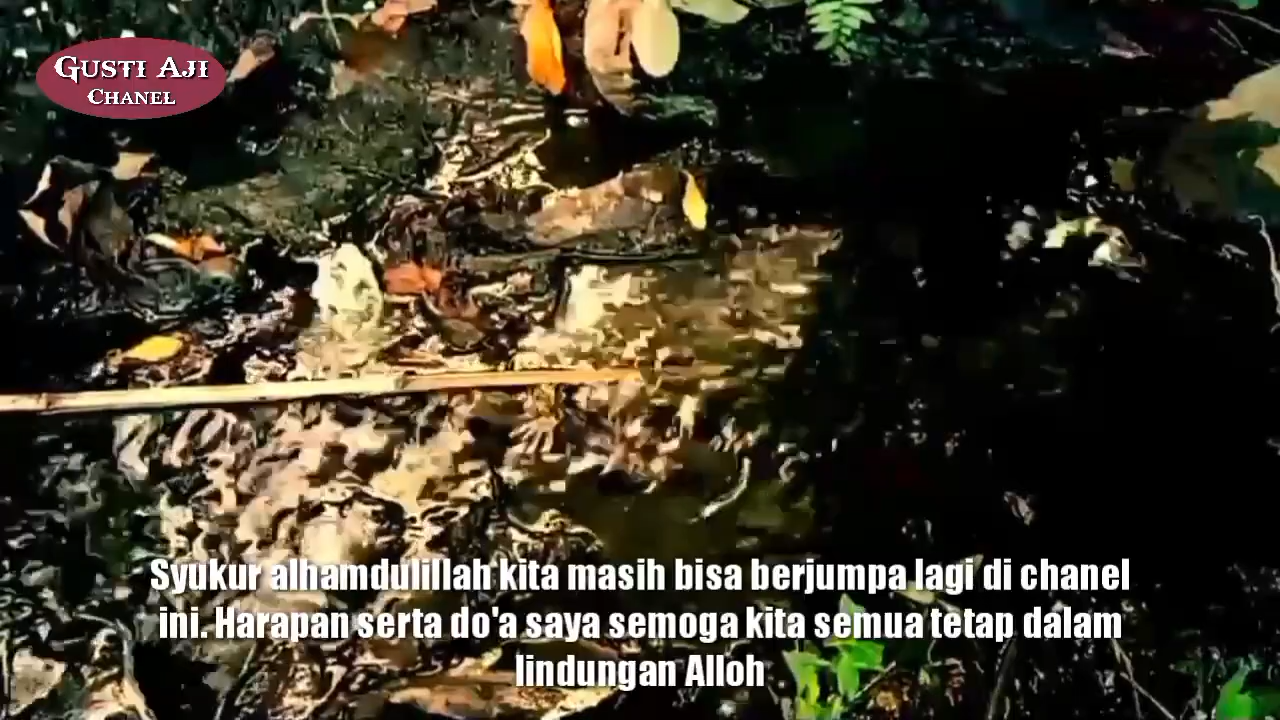 GUSTI AJI
CHANEL
Syukur alhamdulillah kita masih bisa berjumpa lagi di chanel
ini. Harapan serta do'a saya semoga kita semua tetap dalam
lindungan Alloh